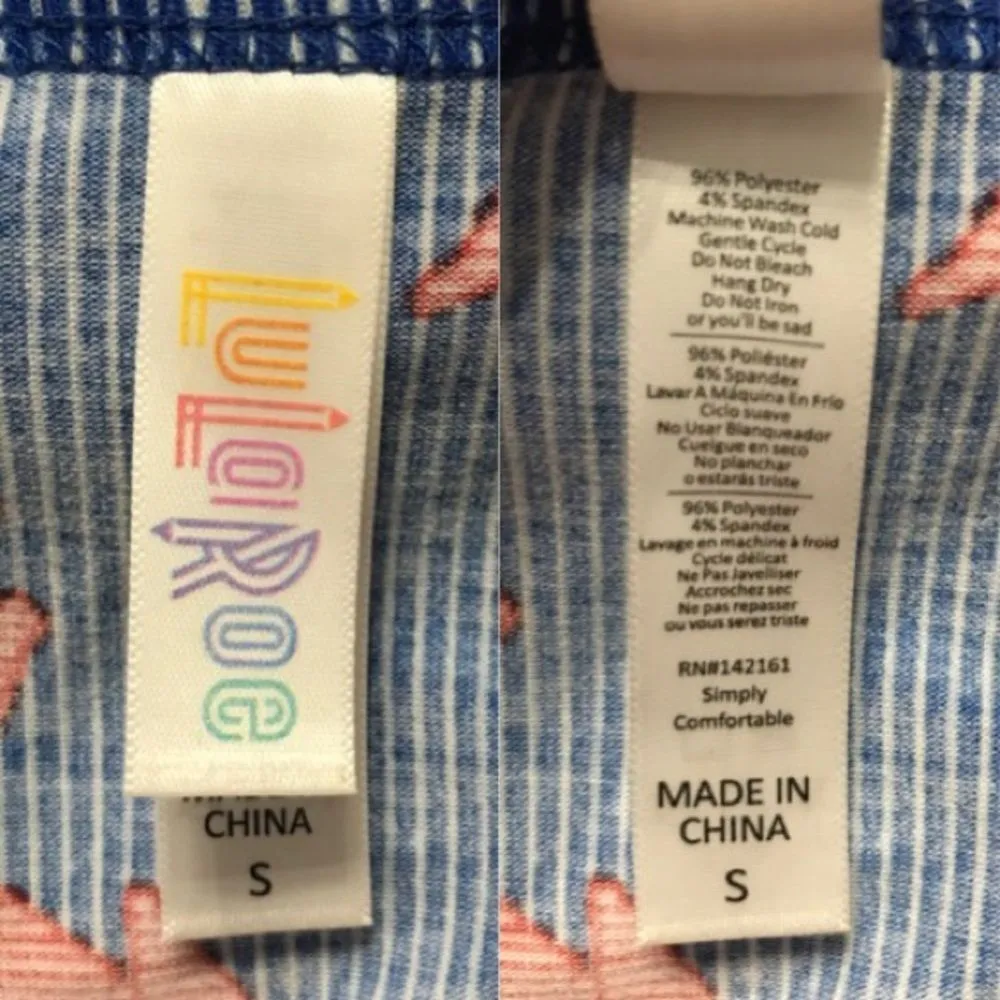 LuLaRoe
CHINA
S
96% Polyester
4% Spandex
Machine Wash Cold
Gentle Cycle
Do Not Bleach
Hang Dry
Do Not Iron
or you'll be sad
96% Poliéster
4% Spandex
Lavar A Máquina En Frío
Ciclo suave
No Usar Blanqueador
Cuelgue en seco
No planchar
o estarás triste
96% Polyester
4% Spandex
Lavage en machine à froid
Cycle délicat
Ne Pas Javelliser
Accrochez sec
Ne pas repasser
ou vous serez triste
RN#142161
Simply
Comfortable
MADE IN
CHINA
S